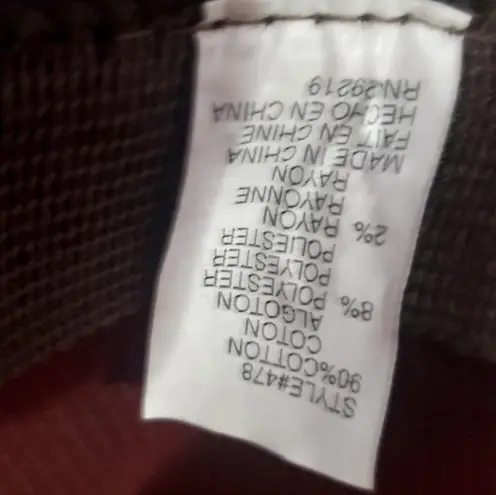 STYLE#478
90%COTTON
COTON
ALGOTON
8% POLYESTER
POLYESTER
POLIESTER
2% RAYON
RAYONNE
RAYON
MADE IN CHINA
FAIT EN CHINE
HECHO EN CHINA
RN-29219